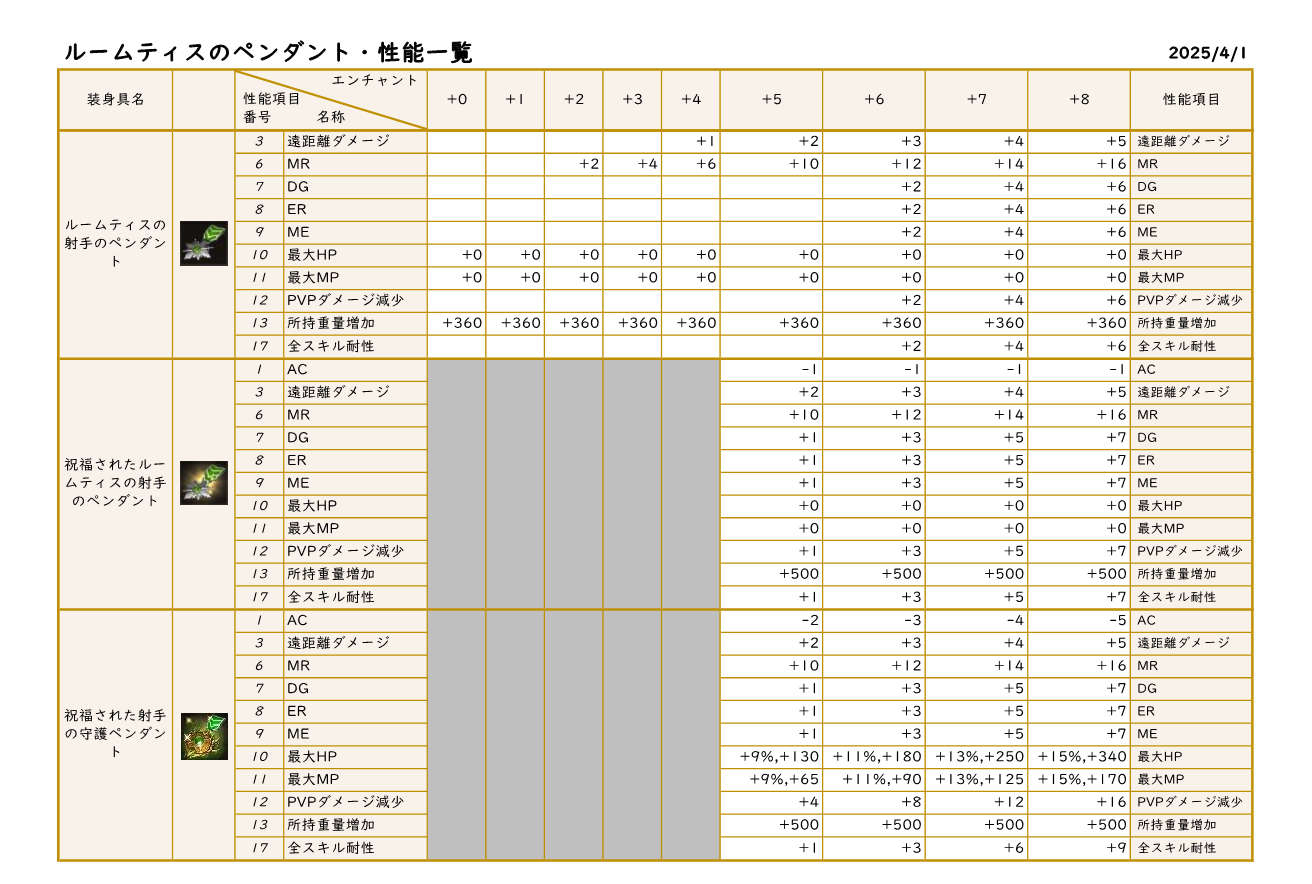 ルームティスのペンダント・性能一覧 2025/4/1
エンチャント
装身具名 性能項目 +0 +1 +2 +3 +4 +5 +6 +7 +8 性能項目
番号 名称
3 遠距離ダメージ +1 +2 +3 +4 +5 遠距離ダメージ
6 MR +2 +4 +6 +10 +12 +14 +16 MR
7 DG +2 +4 +6 DG
8 ER +2 +4 +6 ER
ルームティスの
射手のペンダン
ト
9 ME +2 +4 +6 ME
10 最大HP +0 +0 +0 +0 +0 +0 +0 +0 +0 最大HP
11 最大MP +0 +0 +0 +0 +0 +0 +0 +0 +0 最大MP
12 PVPダメージ減少 +2 +4 +6 PVPダメージ減少
13 所持重量増加 +360 +360 +360 +360 +360 +360 +360 +360 +360 所持重量増加
17 全スキル耐性 +2 +4 +6 全スキル耐性
1 AC -1 -1 -1 -1 AC
3 遠距離ダメージ +2 +3 +4 +5 遠距離ダメージ
6 MR +10 +12 +14 +16 MR
7 DG +1 +3 +5 +7 DG
8 ER +1 +3 +5 +7 ER
祝福されたルー
ムティスの射手
のペンダント
9 ME +1 +3 +5 +7 ME
10 最大HP +0 +0 +0 +0 最大HP
11 最大MP +0 +0 +0 +0 最大MP
12 PVPダメージ減少 +1 +3 +5 +7 PVPダメージ減少
13 所持重量増加 +500 +500 +500 +500 所持重量増加
17 全スキル耐性 +1 +3 +5 +7 全スキル耐性
1 AC -2 -3 -4 -5 AC
3 遠距離ダメージ +2 +3 +4 +5 遠距離ダメージ
6 MR +10 +12 +14 +16 MR
7 DG +1 +3 +5 +7 DG
8 ER +1 +3 +5 +7 ER
祝福された射手
の守護ペンダン
ト
9 ME +1 +3 +5 +7 ME
10 最大HP +9%,+130 +11%,+180 +13%,+250 +15%,+340 最大HP
11 最大MP +9%,+65 +11%,+90 +13%,+125 +15%,+170 最大MP
12 PVPダメージ減少 +4 +8 +12 +16 PVPダメージ減少
13 所持重量増加 +500 +500 +500 +500 所持重量増加
17 全スキル耐性 +1 +3 +6 +9 全スキル耐性